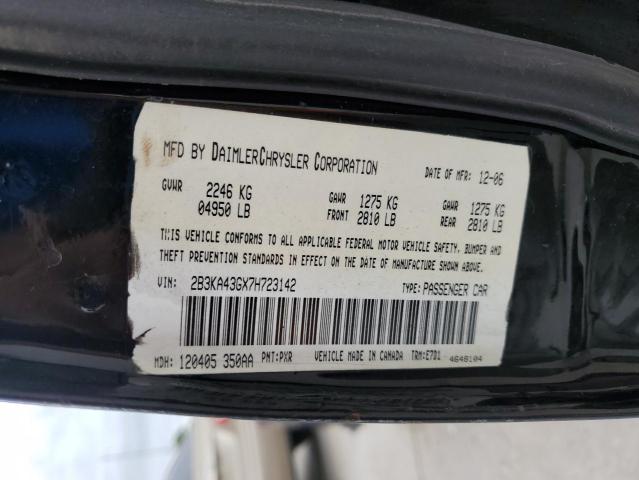 MFD BY DAIMLERCHRYSLER CORPORATION DATE OF MFR: 12-06
GVWR 2246 KG 04950 LB GAWR FRONT 1275 KG 2810 LB GAWR REAR 1275 KG 2810 LB
THIS VEHICLE CONFORMS TO ALL APPLICABLE FEDERAL MOTOR VEHICLE SAFETY, BUMPER AND
THEFT PREVENTION STANDARDS IN EFFECT ON THE DATE OF MANUFACTURE SHOWN ABOVE.
VIN: 2B3KA43GX7H723142 TYPE: PASSENGER CAR
MDH: 120405 350AA PNT: PXR VEHICLE MADE IN CANADA TRM: E7D1 4648104